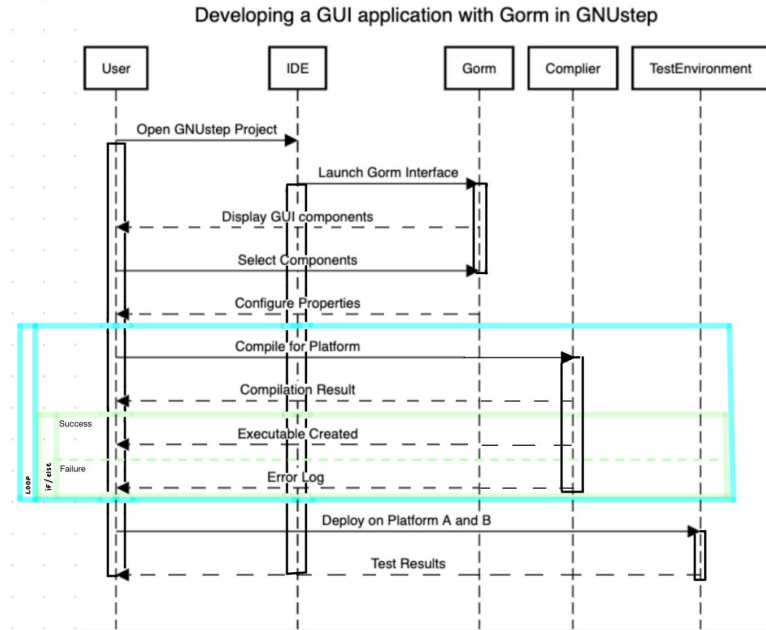 Developing a GUI application with Gorm in GNUstep
User
IDE
Gorm
Complier
TestEnvironment
Open GNUstep Project
Launch Gorm Interface
Display GUI components
Select Components
Configure Properties
Compile for Platform
Compilation Result
Success
Executable Created
Failure
Error Log
LOOP
if/else
Deploy on Platform A and B
Test Results